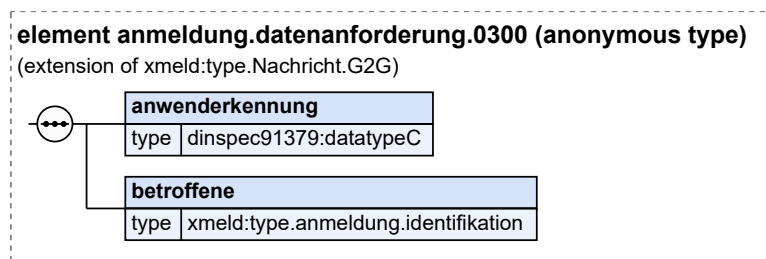 element anmeldung.datenanforderung.0300 (anonymous type)
(extension of xmeld:type.Nachricht.G2G)
anwenderkennung
type dinspec91379:datatypeC
betroffene
type xmeld:type.anmeldung.identifikation